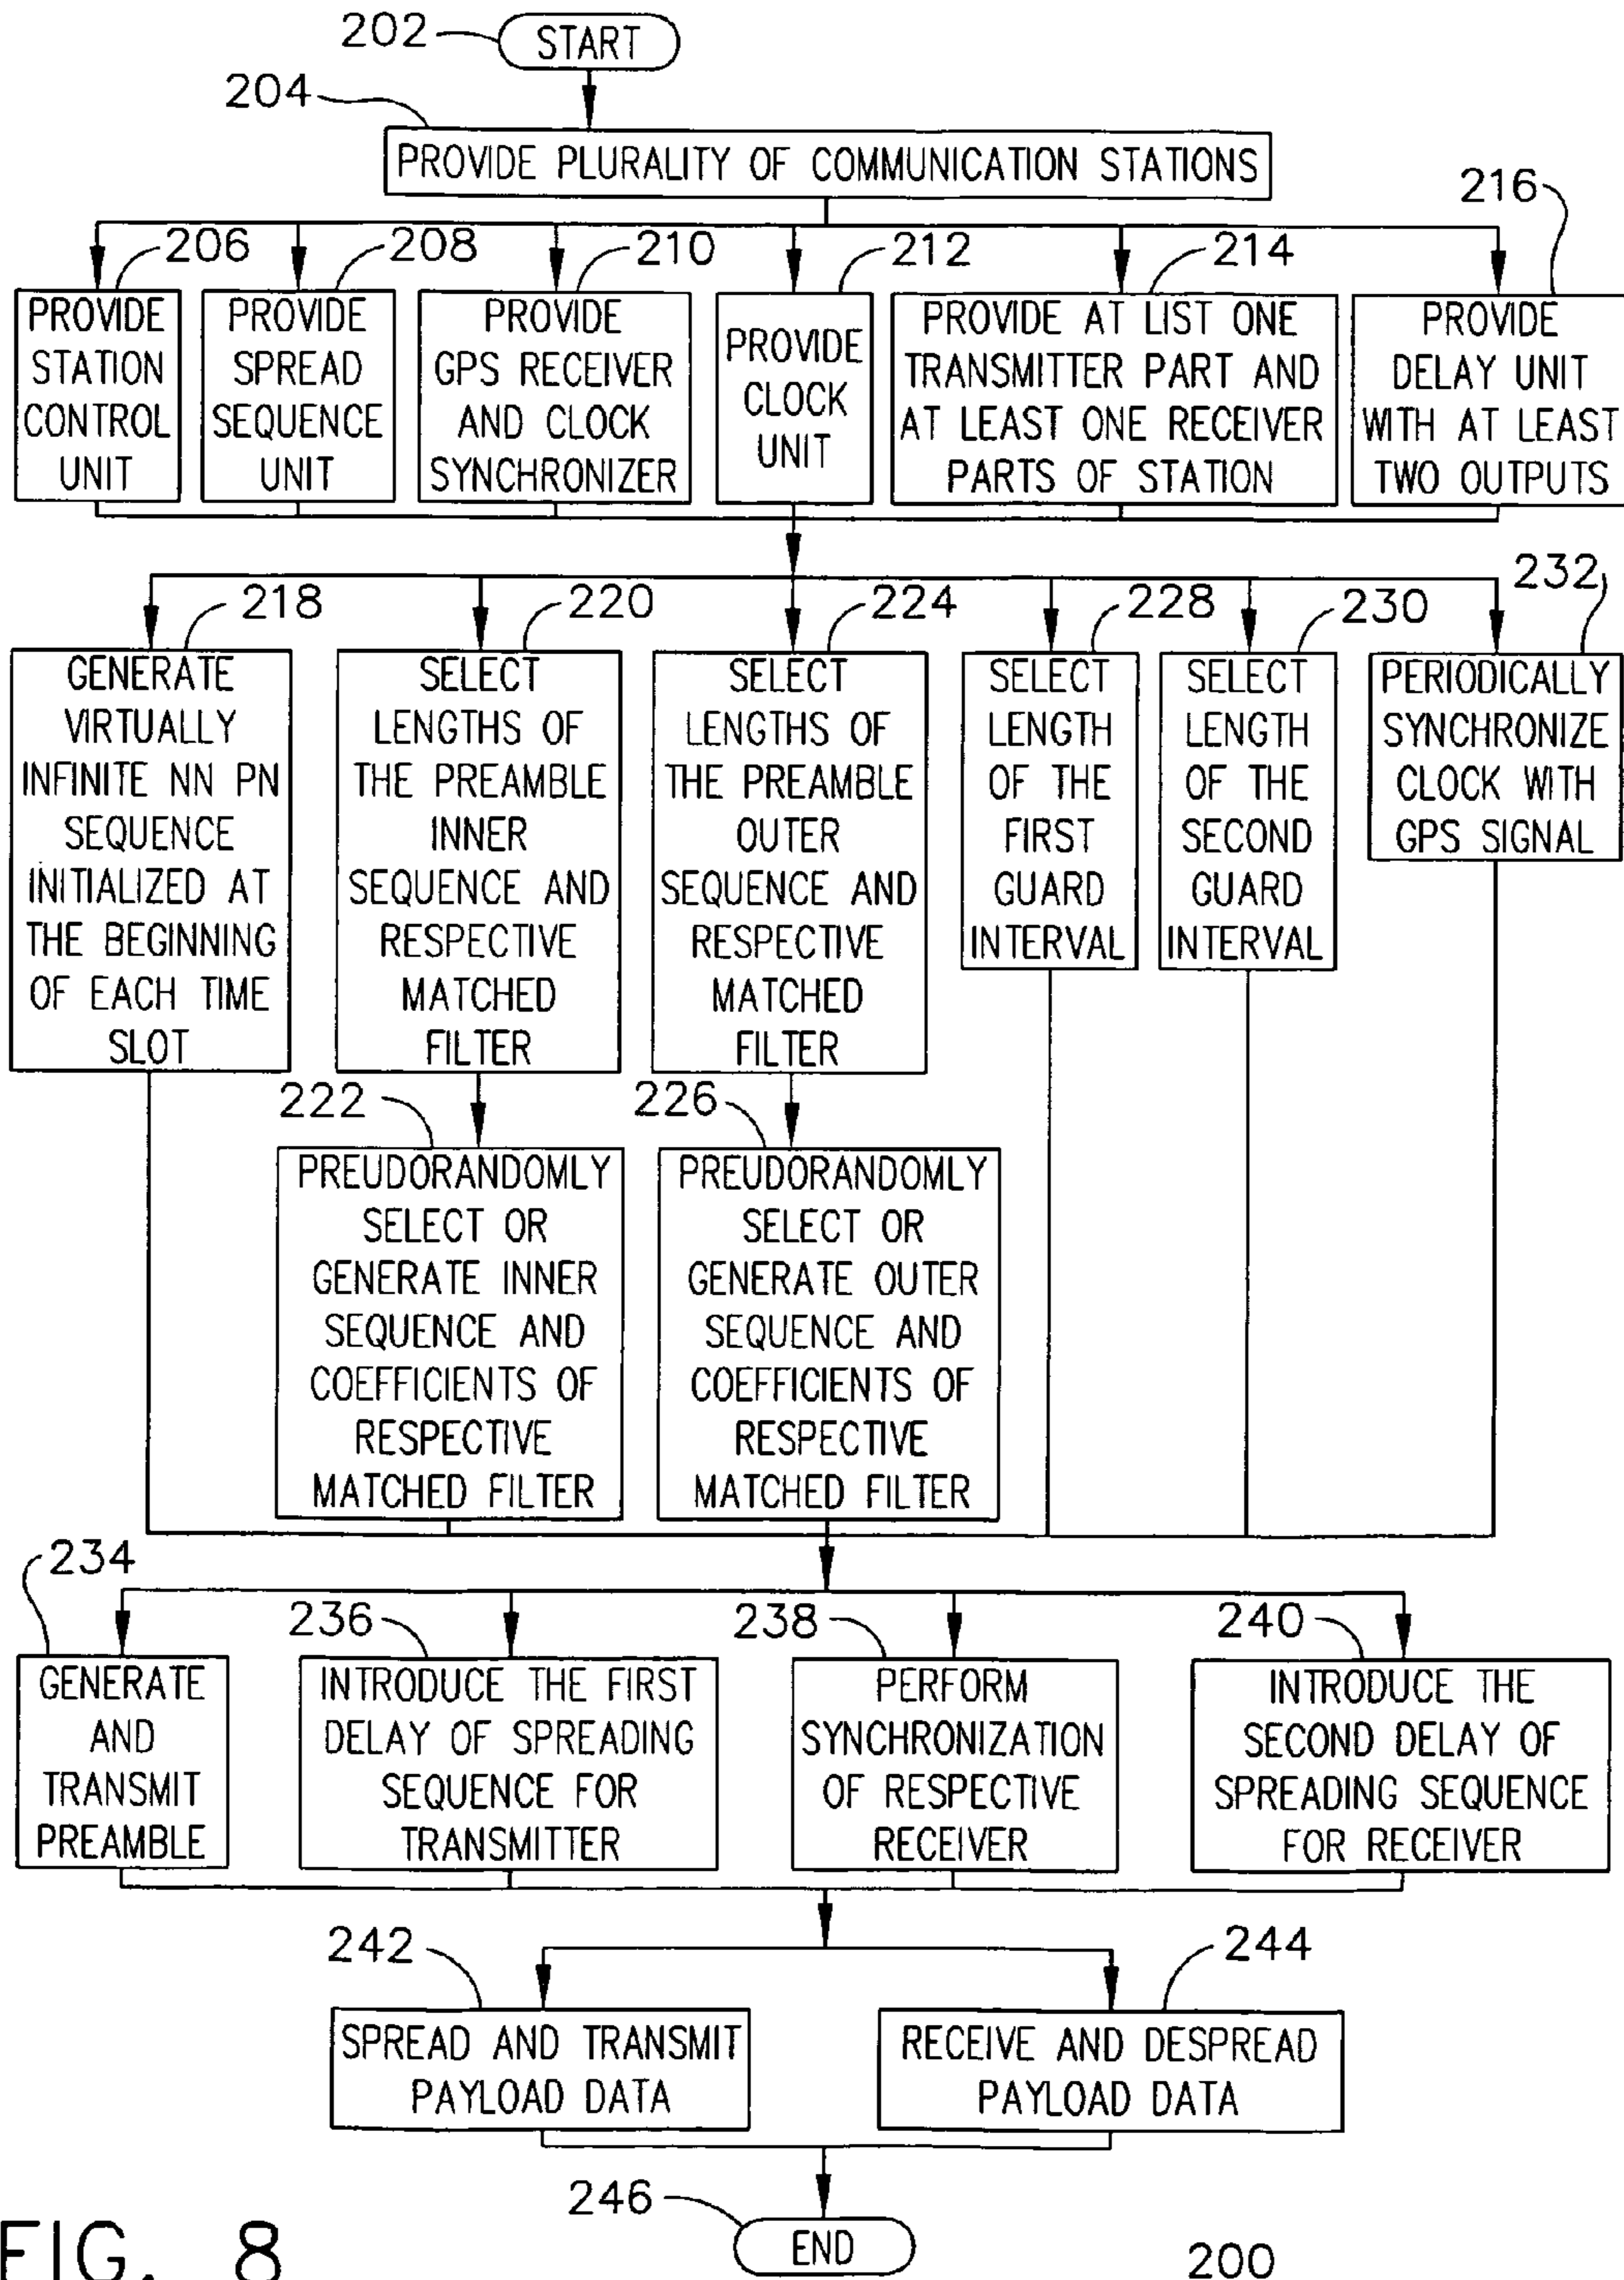 202
START
204
PROVIDE PLURALITY OF COMMUNICATION STATIONS
216
206
208
210
212
214
PROVIDE
STATION
CONTROL
UNIT
PROVIDE
SPREAD
SEQUENCE
UNIT
PROVIDE
GPS RECEIVER
AND CLOCK
SYNCHRONIZER
PROVIDE
CLOCK
UNIT
PROVIDE AT LIST ONE
TRANSMITTER PART AND
AT LEAST ONE RECEIVER
PARTS OF STATION
PROVIDE
DELAY UNIT
WITH AT LEAST
TWO OUTPUTS
218
220
224
228
230
232
GENERATE
VIRTUALLY
INFINITE NN PN
SEQUENCE
INITIALIZED AT
THE BEGINNING
OF EACH TIME
SLOT
SELECT
LENGTHS OF
THE PREAMBLE
INNER
SEQUENCE AND
RESPECTIVE
MATCHED
FILTER
SELECT
LENGTHS OF
THE PREAMBLE
OUTER
SEQUENCE AND
RESPECTIVE
MATCHED
FILTER
SELECT
LENGTH
OF THE
FIRST
GUARD
INTERVAL
SELECT
LENGTH
OF THE
SECOND
GUARD
INTERVAL
PERIODICALLY
SYNCHRONIZE
CLOCK WITH
GPS SIGNAL
222
226
PREUDORANDOMLY
SELECT OR
GENERATE INNER
SEQUENCE AND
COEFFICIENTS OF
RESPECTIVE
MATCHED FILTER
PREUDORANDOMLY
SELECT OR
GENERATE OUTER
SEQUENCE AND
COEFFICIENTS OF
RESPECTIVE
MATCHED FILTER
234
236
238
240
GENERATE
AND
TRANSMIT
PREAMBLE
INTRODUCE THE FIRST
DELAY OF SPREADING
SEQUENCE FOR
TRANSMITTER
PERFORM
SYNCHRONIZATION
OF RESPECTIVE
RECEIVER
INTRODUCE THE
SECOND DELAY OF
SPREADING SEQUENCE
FOR RECEIVER
242
244
SPREAD AND TRANSMIT
PAYLOAD DATA
RECEIVE AND DESPREAD
PAYLOAD DATA
246
END
FIG. 8
200